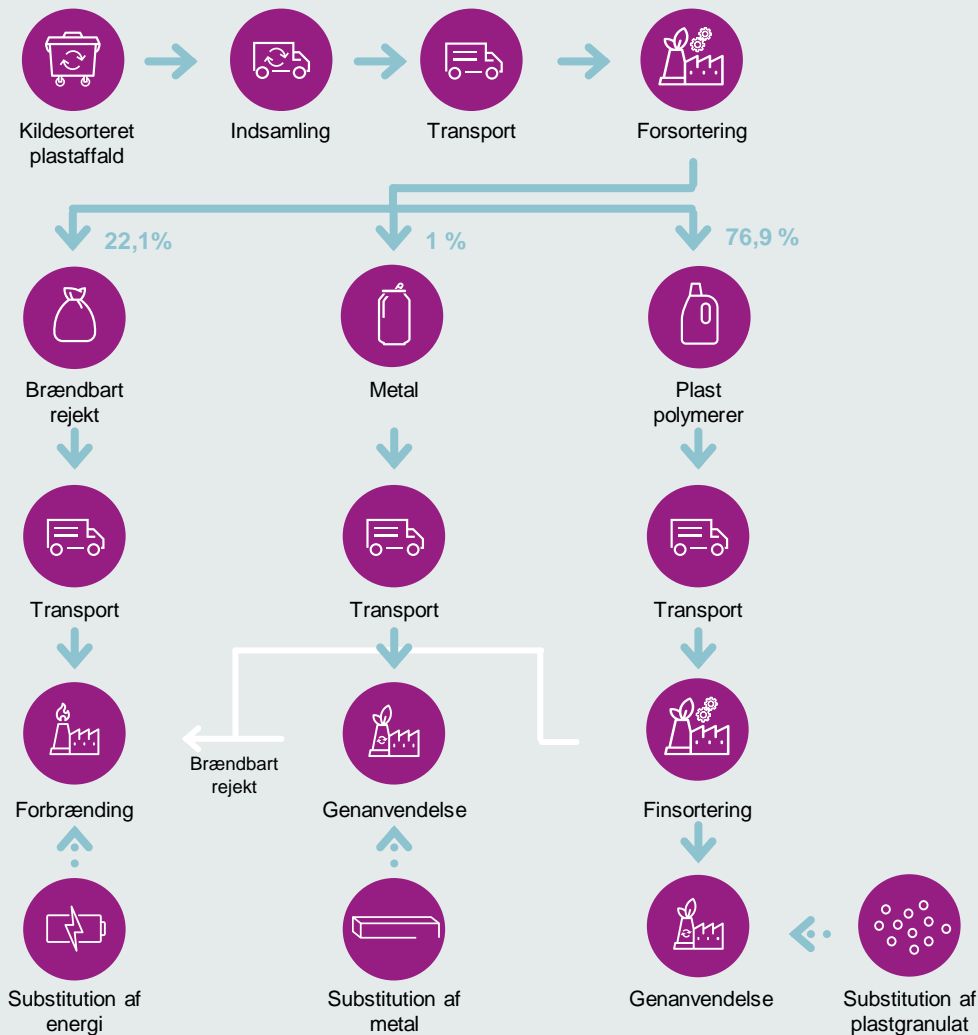 Kildesorteret
plastaffald
Indsamling
Transport
Forsortering
22,1%
1 %
76,9 %
Brændbart
rejekt
Metal
Plast
polymerer
Transport
Transport
Transport
Brændbart
rejekt
Forbrænding
Genanvendelse
Finsortering
Substitution af
energi
Substitution af
metal
Genanvendelse
Substitution af
plastgranulat